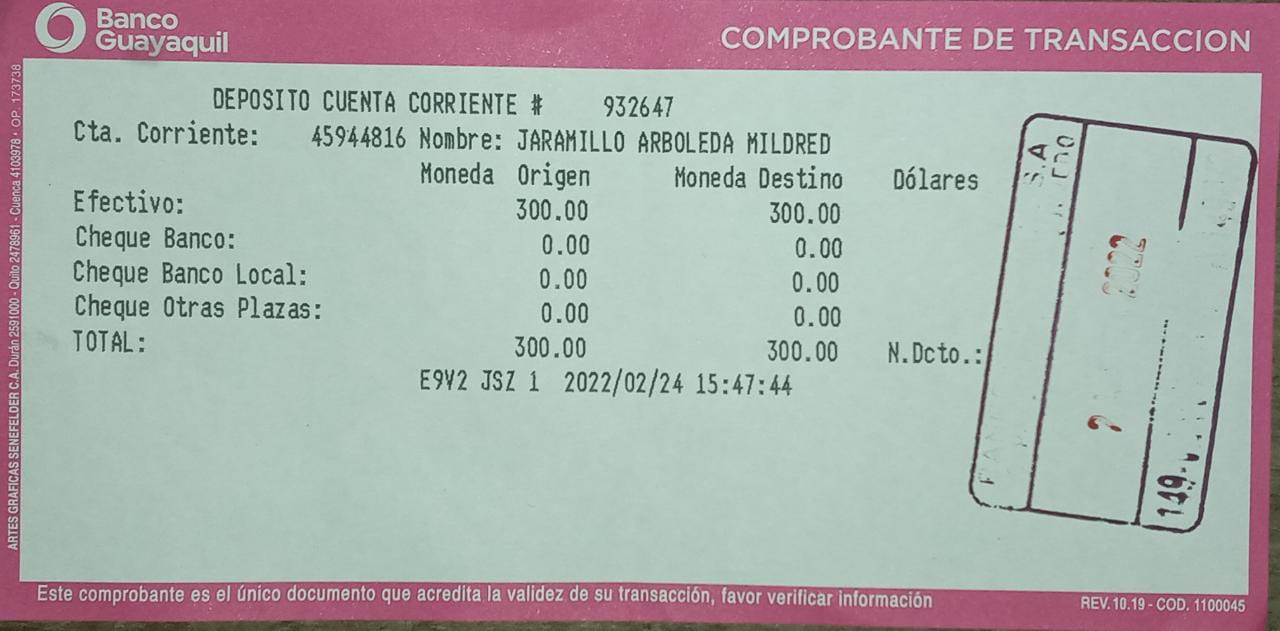 Banco
Guayaquil
COMPROBANTE DE TRANSACCION
DEPOSITO CUENTA CORRIENTE # 932647
Cta. Corriente: 45944816 Nombre: JARAMILLO ARBOLEDA MILDRED
Moneda Origen Moneda Destino Dólares
Efectivo: 300.00 300.00
Cheque Banco: 0.00 0.00
Cheque Banco Local: 0.00 0.00
Cheque Otras Plazas: 0.00 0.00
TOTAL: 300.00 300.00 N.Dcto.:
E9V2 JSZ 1 2022/02/24 15:47:44
S.A
2022
149-
Este comprobante es el único documento que acredita la validez de su transacción, favor verificar información
REV. 10.19 - COD. 1100045
ARTES GRAFICAS SENEFELDER C.A. Durán 2591000 - Quito 2478961 - Cuenca 4103978 • OP. 173738